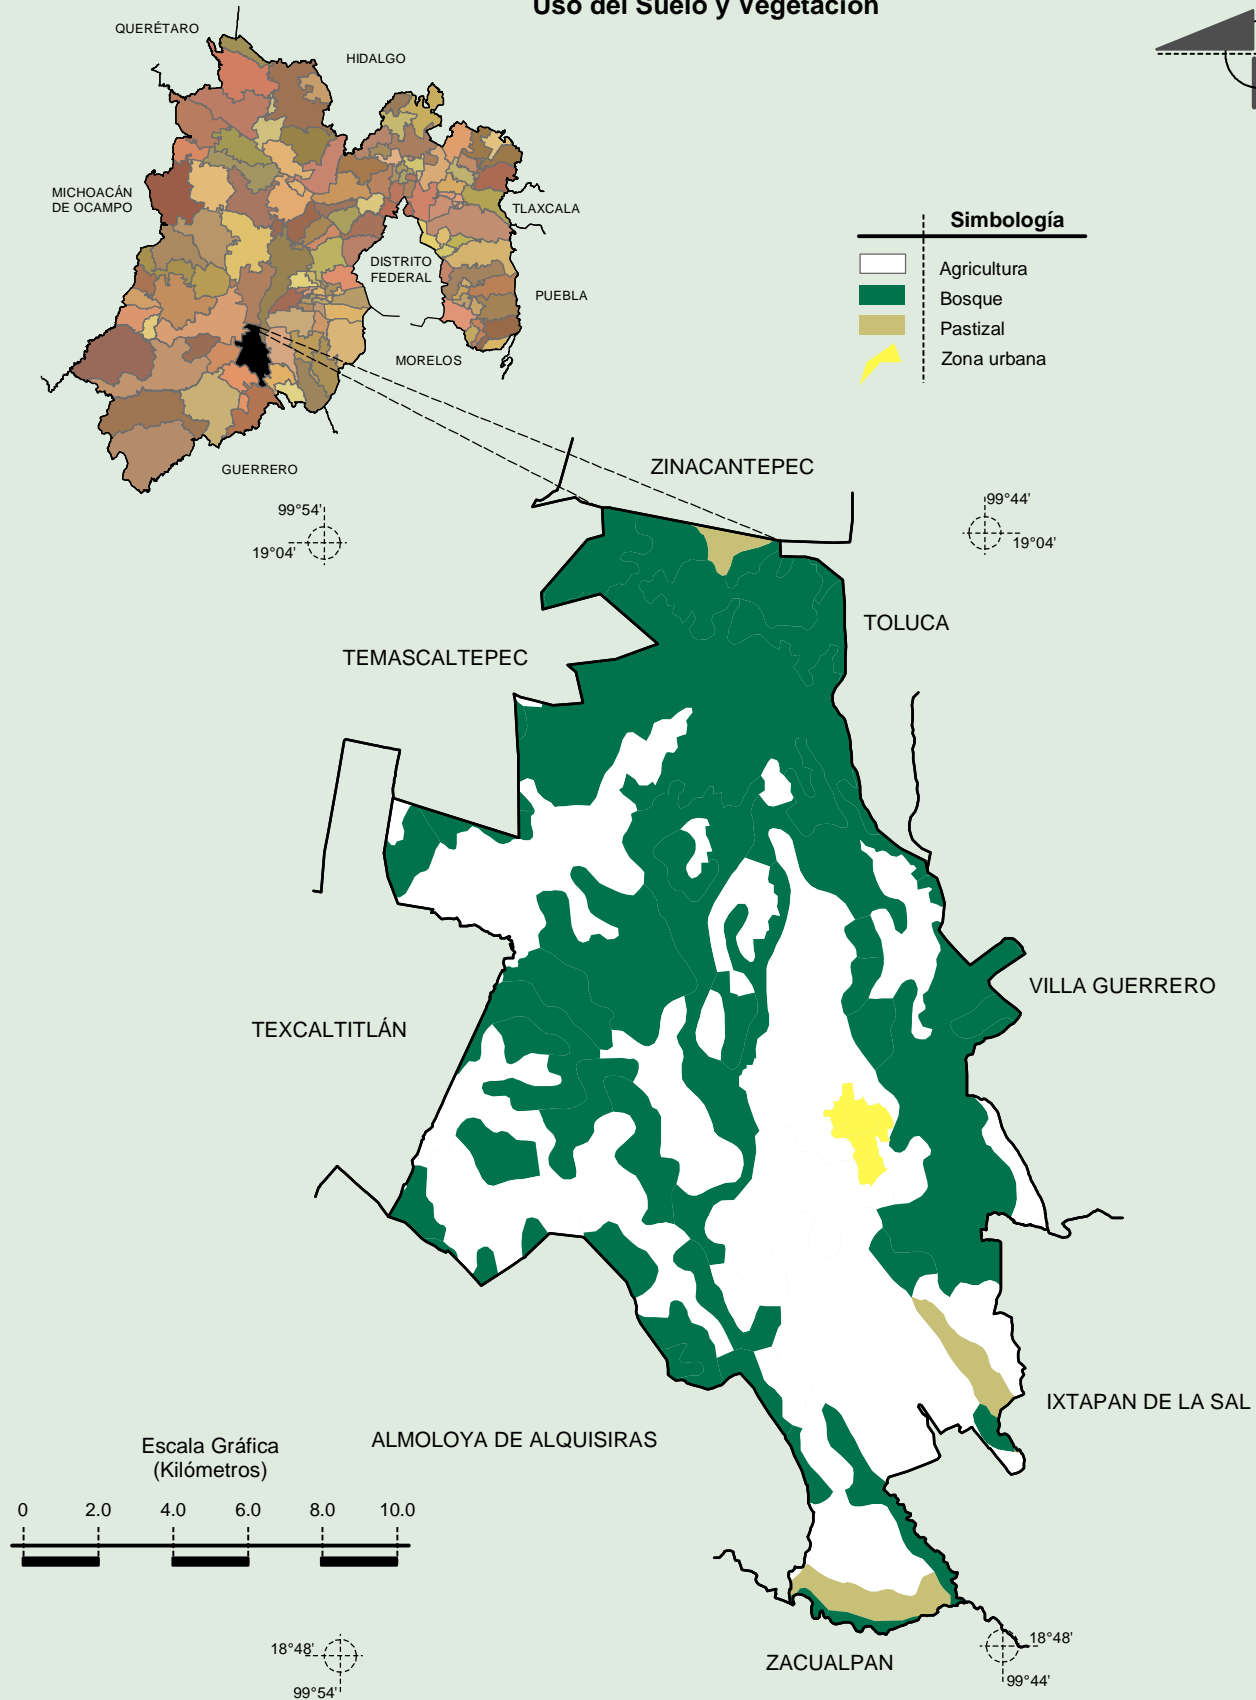 Uso del Suelo y Vegetación
QUERÉTARO
HIDALGO
MICHOACÁN
DE OCAMPO
TLAXCALA
DISTRITO
FEDERAL
PUEBLA
MORELOS
GUERRERO
Simbología
Agricultura
Bosque
Pastizal
Zona urbana
ZINACANTEPEC
99°54'
19°04'
99°44'
19°04'
TOLUCA
TEMASCALTEPEC
VILLA GUERRERO
TEXCALTITLÁN
IXTAPAN DE LA SAL
ALMOLOYA DE ALQUISIRAS
Escala Gráfica
(Kilómetros)
0 2.0 4.0 6.0 8.0 10.0
18°48'
99°54'
ZACUALPAN
18°48'
99°44'